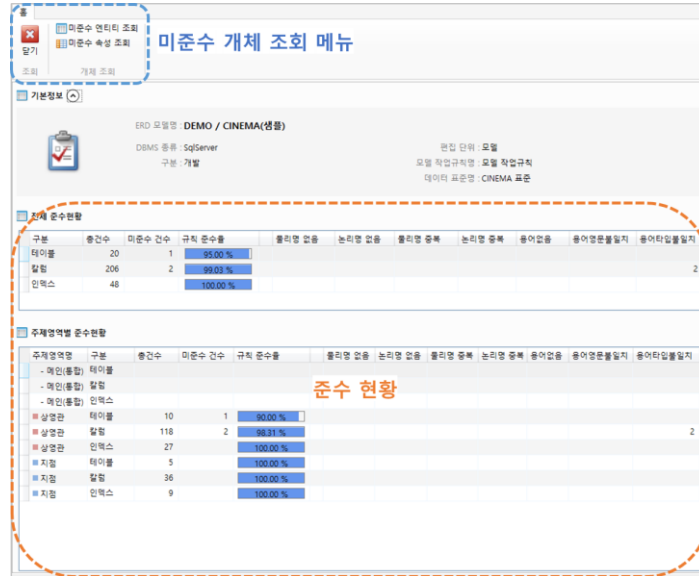 홈
닫기
미준수 엔티티 조회
미준수 속성 조회
조회 개체 조회
미준수 개체 조회 메뉴
기본정보
ERD 모델명 : DEMO / CINEMA(샘플)
DBMS 종류 : SqlServer 편집 단위 : 모델
구분 : 개발 모델 작업규칙명 : 모델 작업규칙
데이터 표준명 : CINEMA 표준
전체 준수현황
구분 총건수 미준수 건수 규칙 준수율 물리명 없음 논리명 없음 물리명 중복 논리명 중복 용어없음 용어영문불일치 용어타입불일치
테이블 20 1 95.00 %
칼럼 206 2 99.03 % 2
인덱스 48 100.00 %
주제영역별 준수현황
주제영역명 구분 총건수 미준수 건수 규칙 준수율 물리명 없음 논리명 없음 물리명 중복 논리명 중복 용어없음 용어영문불일치 용어타입불일치
- 메인(통합) 테이블
- 메인(통합) 칼럼
- 메인(통합) 인덱스
준수 현황
상영관 테이블 10 1 90.00 %
상영관 칼럼 118 2 98.31 % 2
상영관 인덱스 27 100.00 %
지점 테이블 5 100.00 %
지점 칼럼 36 100.00 %
지점 인덱스 9 100.00 %